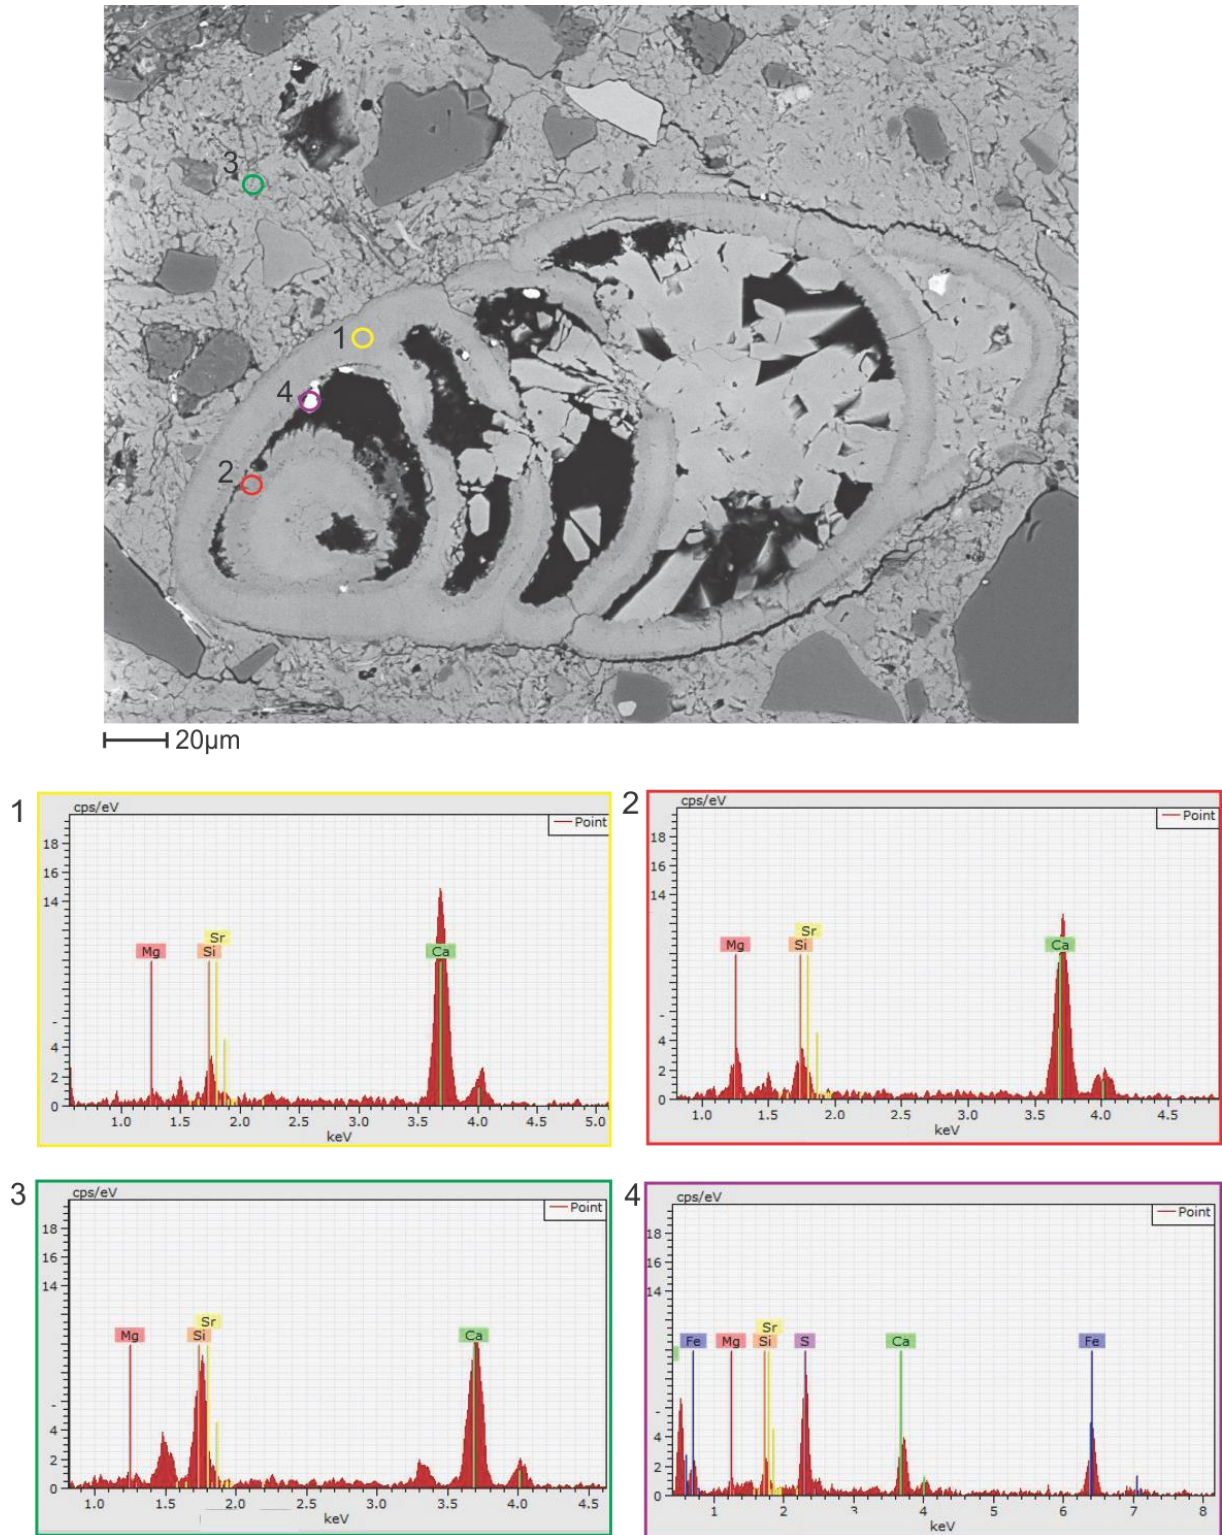 3
1
4
2
20µm
1
cps/eV
Point
18
16
14
Sr
Mg Si Ca
4
2
0
1.0 1.5 2.0 2.5 3.0 3.5 4.0 4.5 5.0
keV
2
cps/eV
Point
18
16
14
Sr
Mg Si Ca
4
2
0
1.0 1.5 2.0 2.5 3.0 3.5 4.0 4.5
keV
3
cps/eV
Point
18
16
14
Sr
Mg Si Ca
4
2
0
1.0 1.5 2.0 2.5 3.0 3.5 4.0 4.5
keV
4
cps/eV
Point
18
16
14
Sr
Fe Mg Si S Ca Fe
4
2
0
1 2 3 4 5 6 7 8
keV